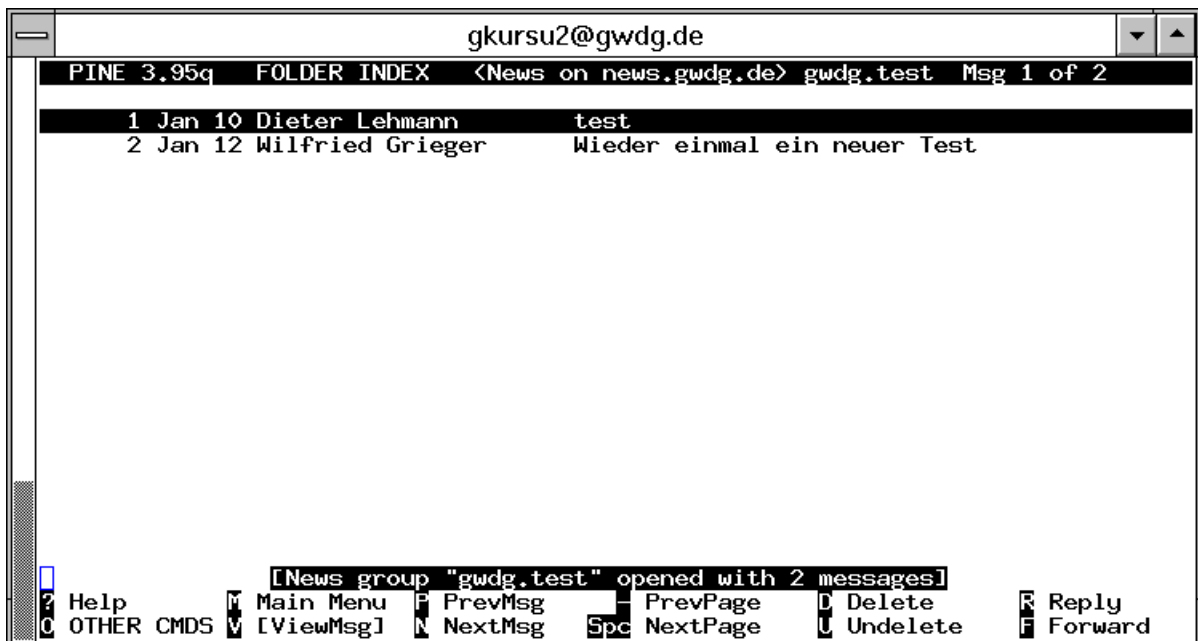 gkursu2@gwdg.de
PINE 3.95q FOLDER INDEX <News on news.gwdg.de> gwdg.test Msg 1 of 2
1 Jan 10 Dieter Lehmann test
2 Jan 12 Wilfried Grieger Wieder einmal ein neuer Test
[News group "gwdg.test" opened with 2 messages]
? Help M Main Menu P PrevMsg - PrevPage D Delete R Reply
O OTHER CMDS V [ViewMsg] N NextMsg Spc NextPage U Undelete F Forward